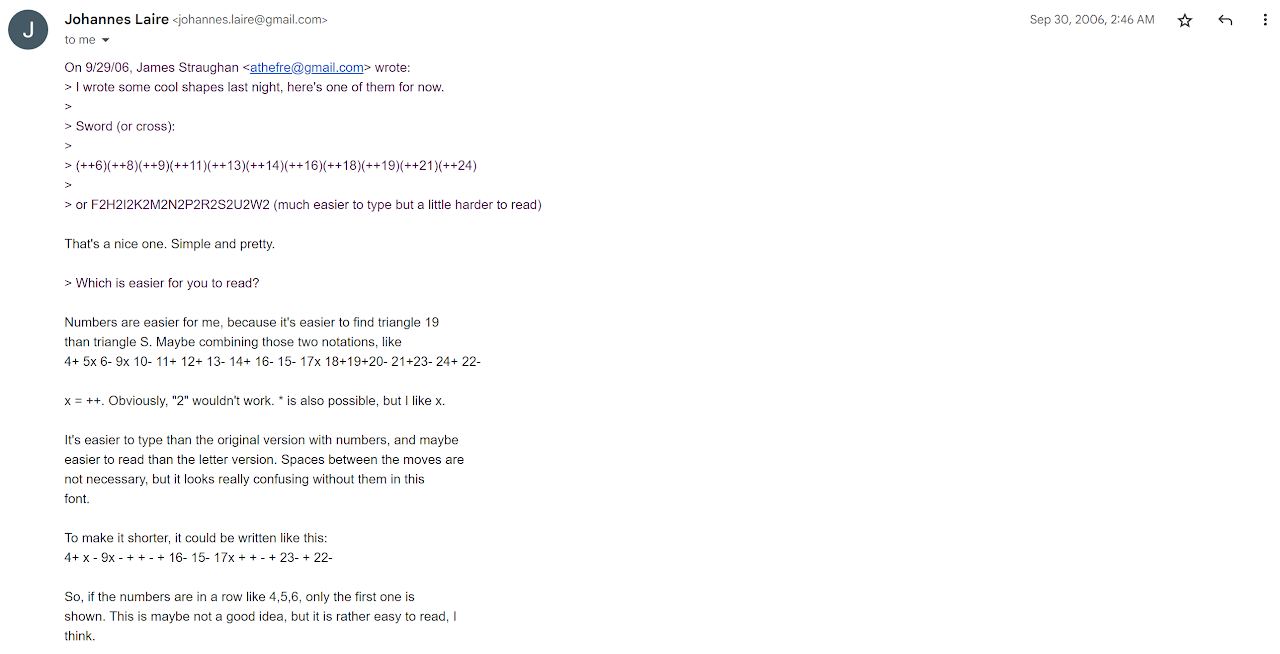 J
Johannes Laire <johannes.laire@gmail.com>
Sep 30, 2006, 2:46 AM
to me
On 9/29/06, James Straughan <athefre@gmail.com> wrote:
> I wrote some cool shapes last night, here's one of them for now.
>
> Sword (or cross):
>
> (++6)(++8)(++9)(++11)(++13)(++14)(++16)(++18)(++19)(++21)(++24)
>
> or F2H2I2K2M2N2P2R2S2U2W2 (much easier to type but a little harder to read)
That's a nice one. Simple and pretty.
> Which is easier for you to read?
Numbers are easier for me, because it's easier to find triangle 19
than triangle S. Maybe combining those two notations, like
4+ 5x 6- 9x 10- 11+ 12+ 13- 14+ 16- 15- 17x 18+19+20- 21+23- 24+ 22-
x = ++. Obviously, "2" wouldn't work. * is also possible, but I like x.
It's easier to type than the original version with numbers, and maybe
easier to read than the letter version. Spaces between the moves are
not necessary, but it looks really confusing without them in this
font.
To make it shorter, it could be written like this:
4+ x - 9x - + + - + 16- 15- 17x + + - + 23- + 22-
So, if the numbers are in a row like 4,5,6, only the first one is
shown. This is maybe not a good idea, but it is rather easy to read, I
think.